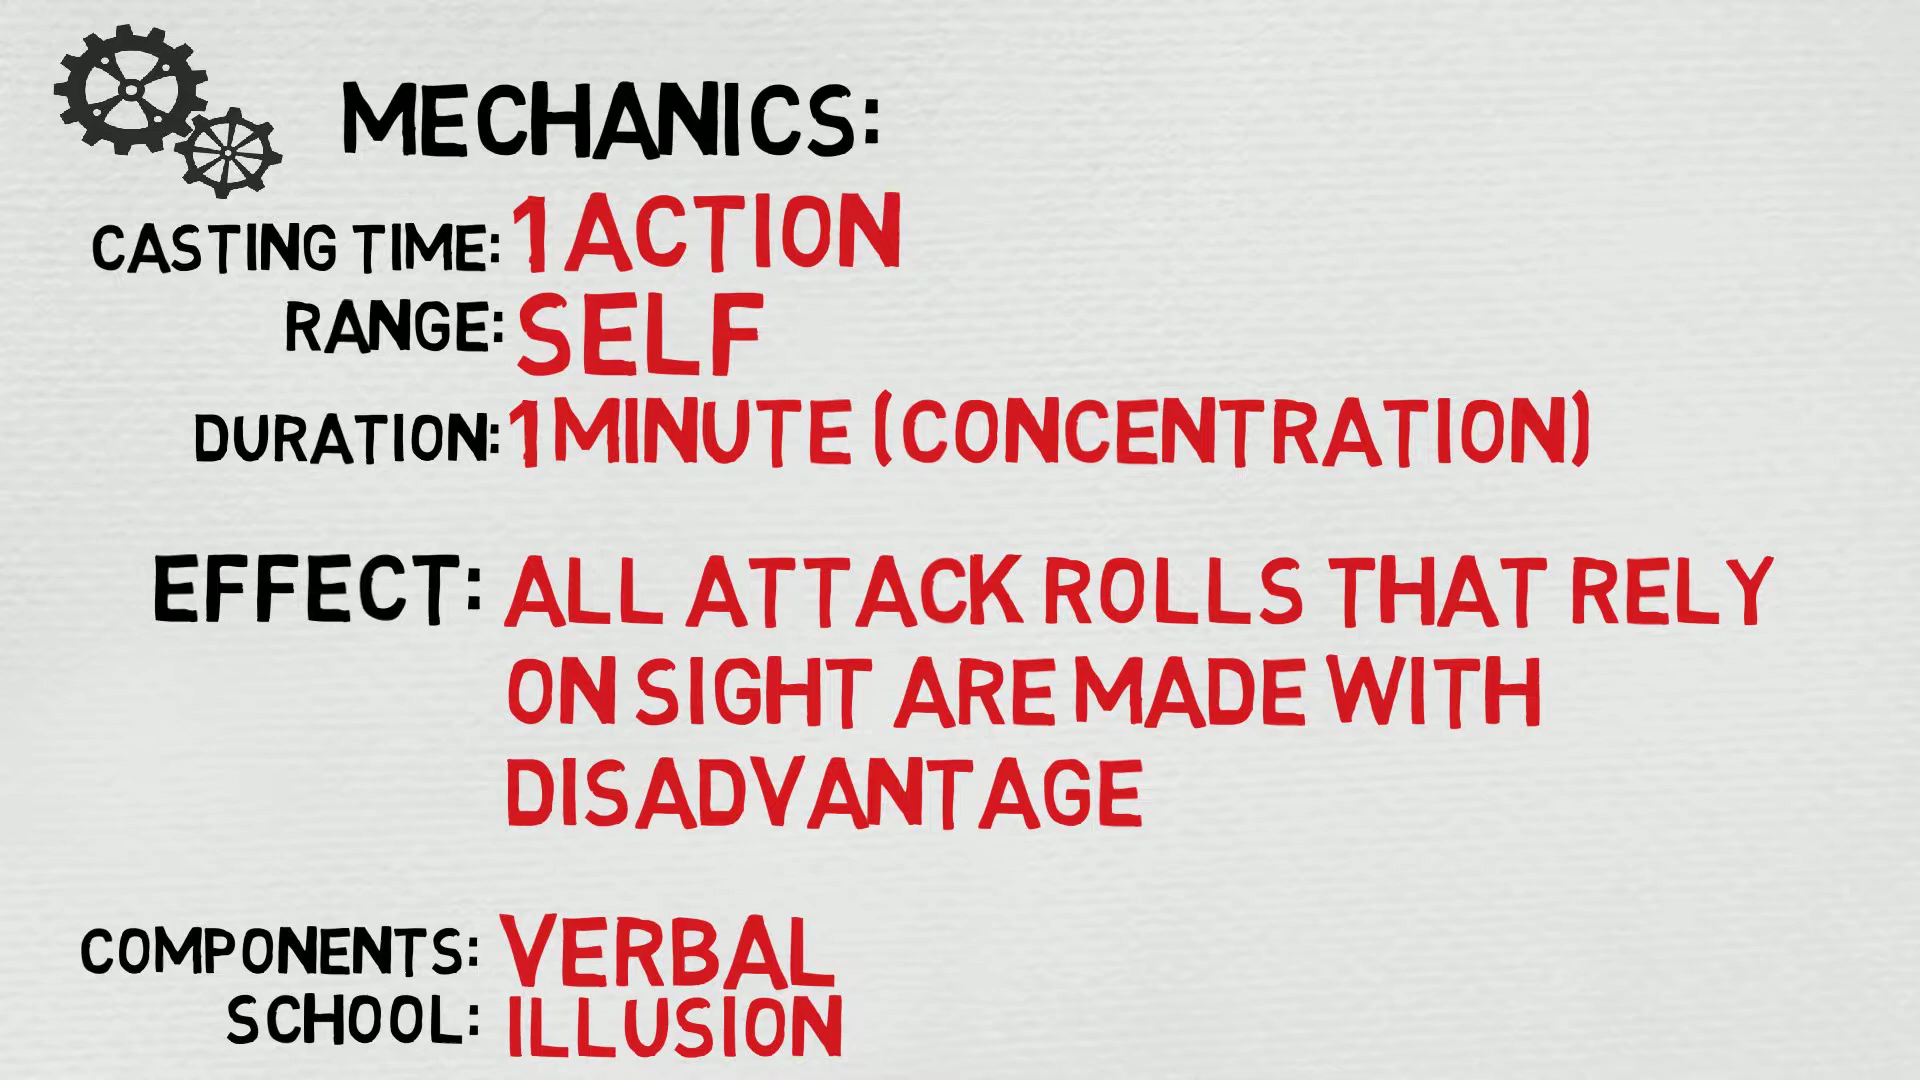 MECHANICS:
CASTING TIME: 1 ACTION
RANGE: SELF
DURATION: 1 MINUTE (CONCENTRATION)
EFFECT: ALL ATTACK ROLLS THAT RELY
ON SIGHT ARE MADE WITH
DISADVANTAGE
COMPONENTS: VERBAL
SCHOOL: ILLUSION